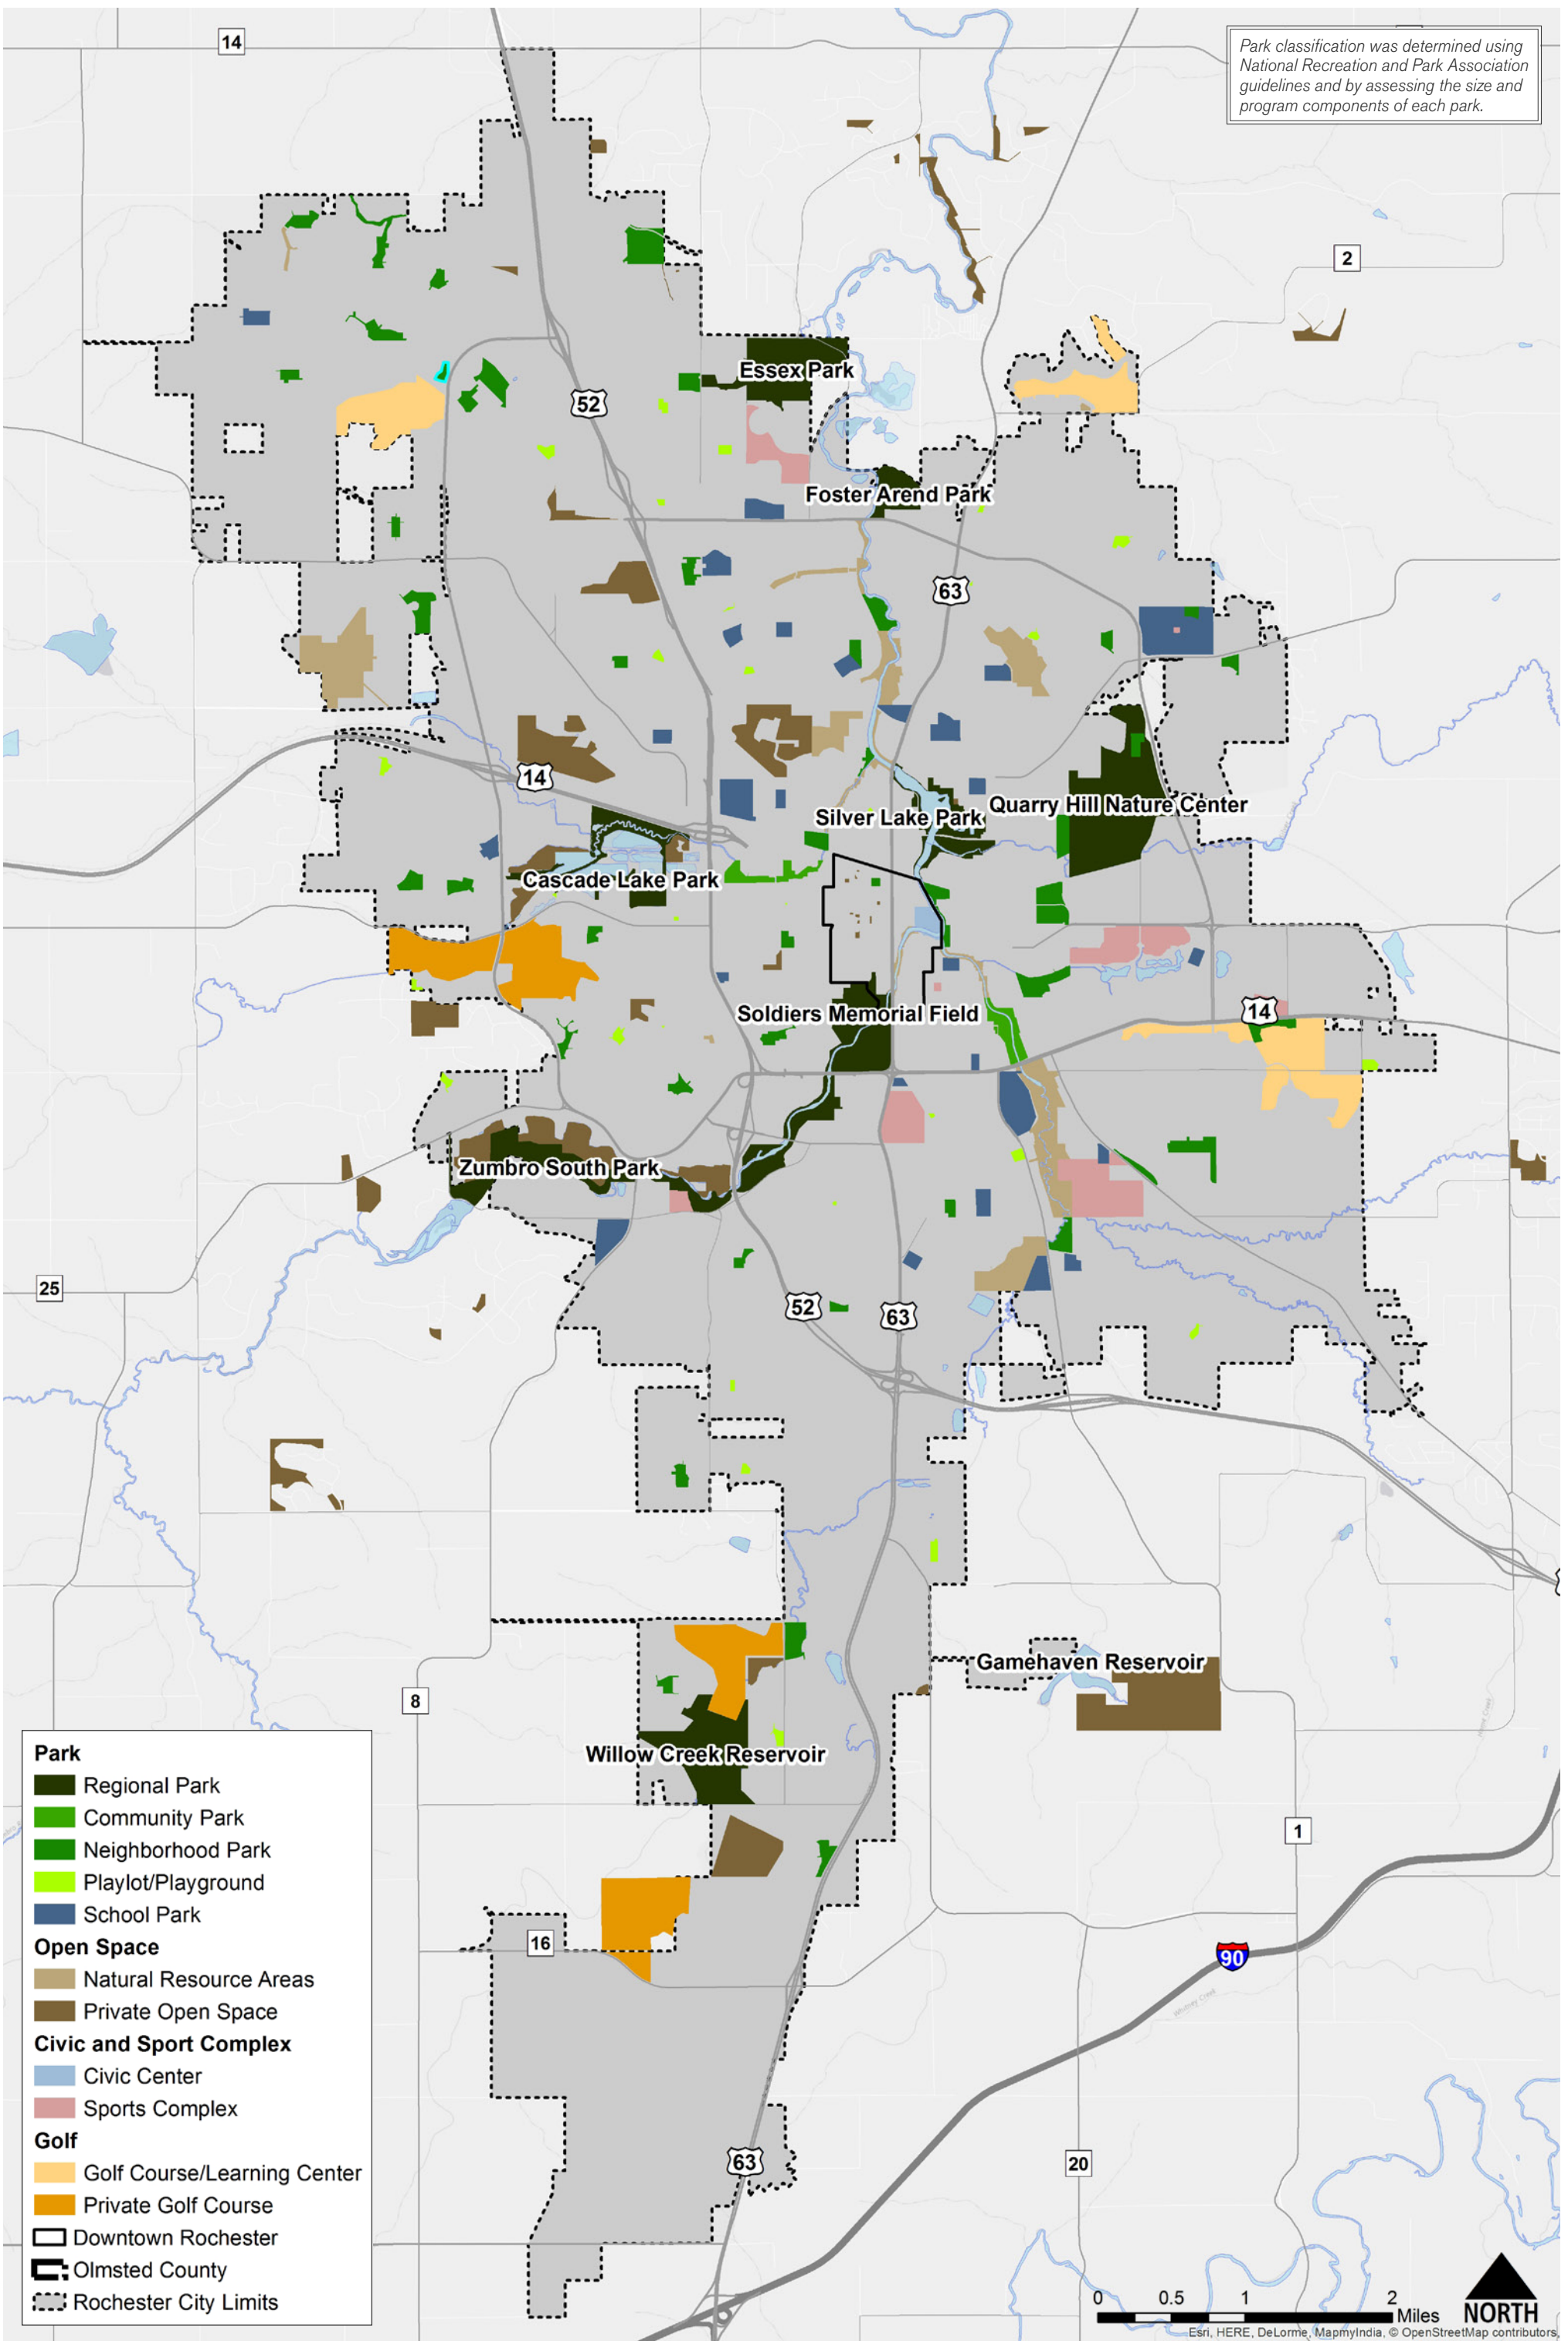 14
Park classification was determined using
National Recreation and Park Association
guidelines and by assessing the size and
program components of each park.
2
Essex Park
52
Foster Arend Park
63
14
Quarry Hill Nature Center
Silver Lake Park
Cascade Lake Park
14
Soldiers Memorial Field
Zumbro South Park
25
52
63
Gamehaven Reservoir
8
Willow Creek Reservoir
1
16
90
Whitney Creek
63
20
Park
Regional Park
Community Park
Neighborhood Park
Playlot/Playground
School Park
Open Space
Natural Resource Areas
Private Open Space
Civic and Sport Complex
Civic Center
Sports Complex
Golf
Golf Course/Learning Center
Private Golf Course
Downtown Rochester
Olmsted County
Rochester City Limits
0 0.5 1 2
Miles
NORTH
Esri, HERE, DeLorme, MapmyIndia, © OpenStreetMap contributors,